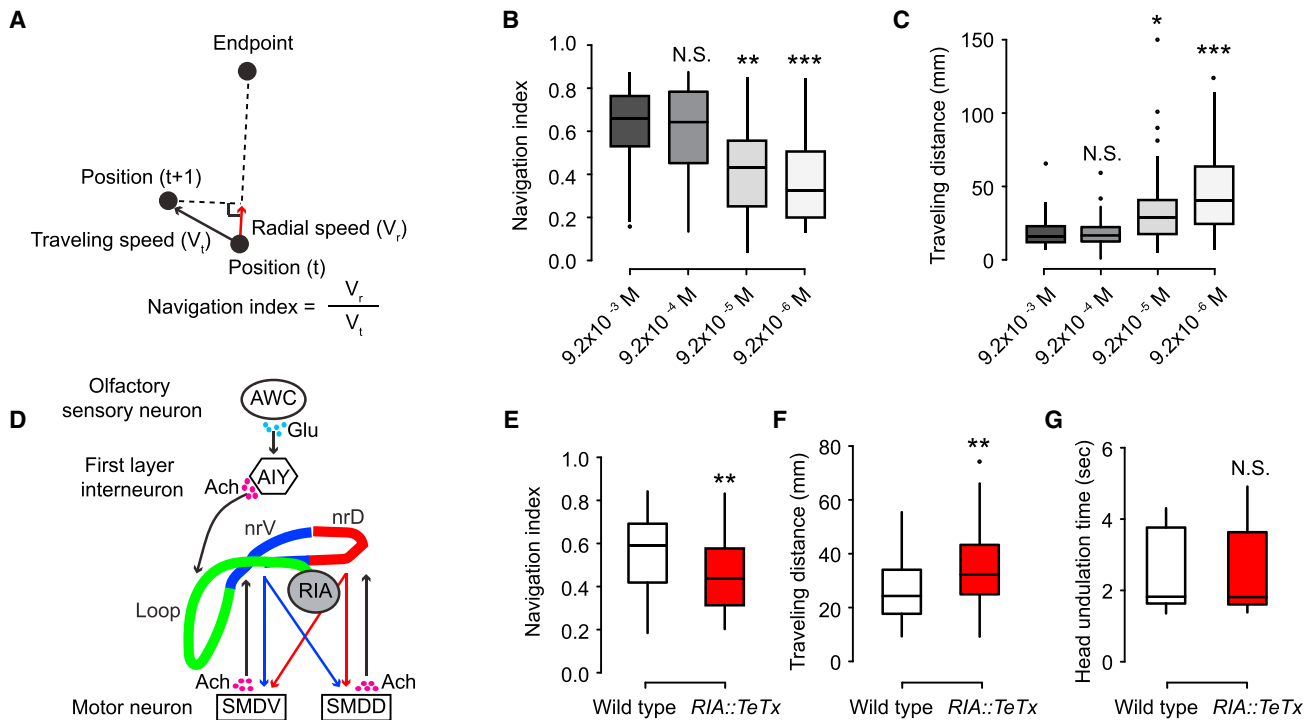 A
Endpoint
Position (t+1)
Traveling speed (Vt)
Radial speed (Vr)
Position (t)
Navigation index = Vr
Vt
B
Navigation index
1.0
0.8
0.6
0.4
0.2
0.0
N.S.
**
***
9.2x10 -3 M
9.2x10 -4 M
9.2x10 -5 M
9.2x10 -6 M
C
Traveling distance (mm)
150
100
50
0
N.S.
*
***
9.2x10 -3 M
9.2x10 -4 M
9.2x10 -5 M
9.2x10 -6 M
D
Olfactory
sensory neuron
AWC
Glu
First layer
interneuron
AIY
Ach
nrV
nrD
RIA
Loop
Ach
Ach
Motor neuron
SMDV
SMDD
E
Navigation index
1.0
0.8
0.6
0.4
0.2
0.0
**
Wild type
RIA::TeTx
F
Traveling distance (mm)
80
60
40
20
0
**
Wild type
RIA::TeTx
G
Head undulation time (sec)
6
4
2
0
N.S.
Wild type
RIA::TeTx